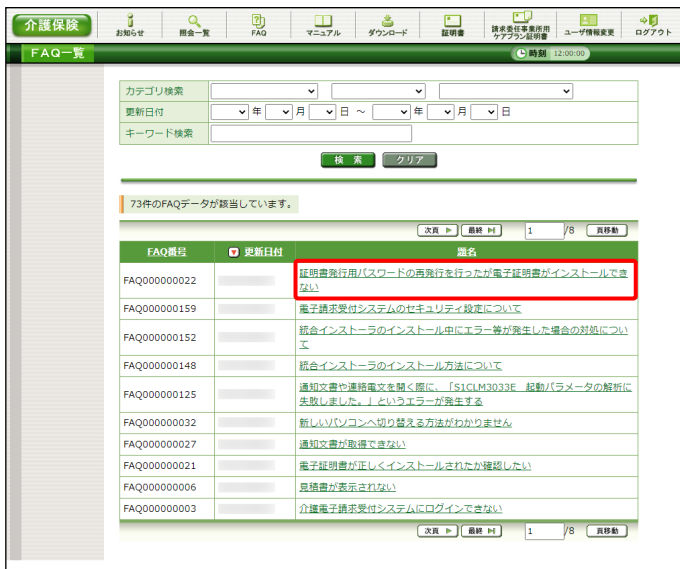 介護保険
お知らせ
照会一覧
FAQ
マニュアル
ダウンロード
証明書
請求委任事業所用
ケアプラン証明書
ユーザ情報変更
ログアウト
FAQ一覧
時刻 12:00:00
カテゴリ検索
更新日付 年 月 日 ～ 年 月 日
キーワード検索
検 索 クリア
73件のFAQデータが該当しています。
次頁 最終 1 /8 頁移動
FAQ番号 更新日付 題名
FAQ000000022 証明書発行用パスワードの再発行を行ったが電子証明書がインストールでき
ない
FAQ000000159 電子請求受付システムのセキュリティ設定について
FAQ000000152 統合インストーラのインストール中にエラー等が発生した場合の対処につい
て
FAQ000000148 統合インストーラのインストール方法について
FAQ000000125 通知文書や連絡電文を開く際に、「S1CLM3033E　起動パラメータの解析に
失敗しました。」というエラーが発生する
FAQ000000032 新しいパソコンへ切り替える方法がわかりません
FAQ000000027 通知文書が取得できない
FAQ000000021 電子証明書が正しくインストールされたか確認したい
FAQ000000006 見積書が表示されない
FAQ000000003 介護電子請求受付システムにログインできない
次頁 最終 1 /8 頁移動